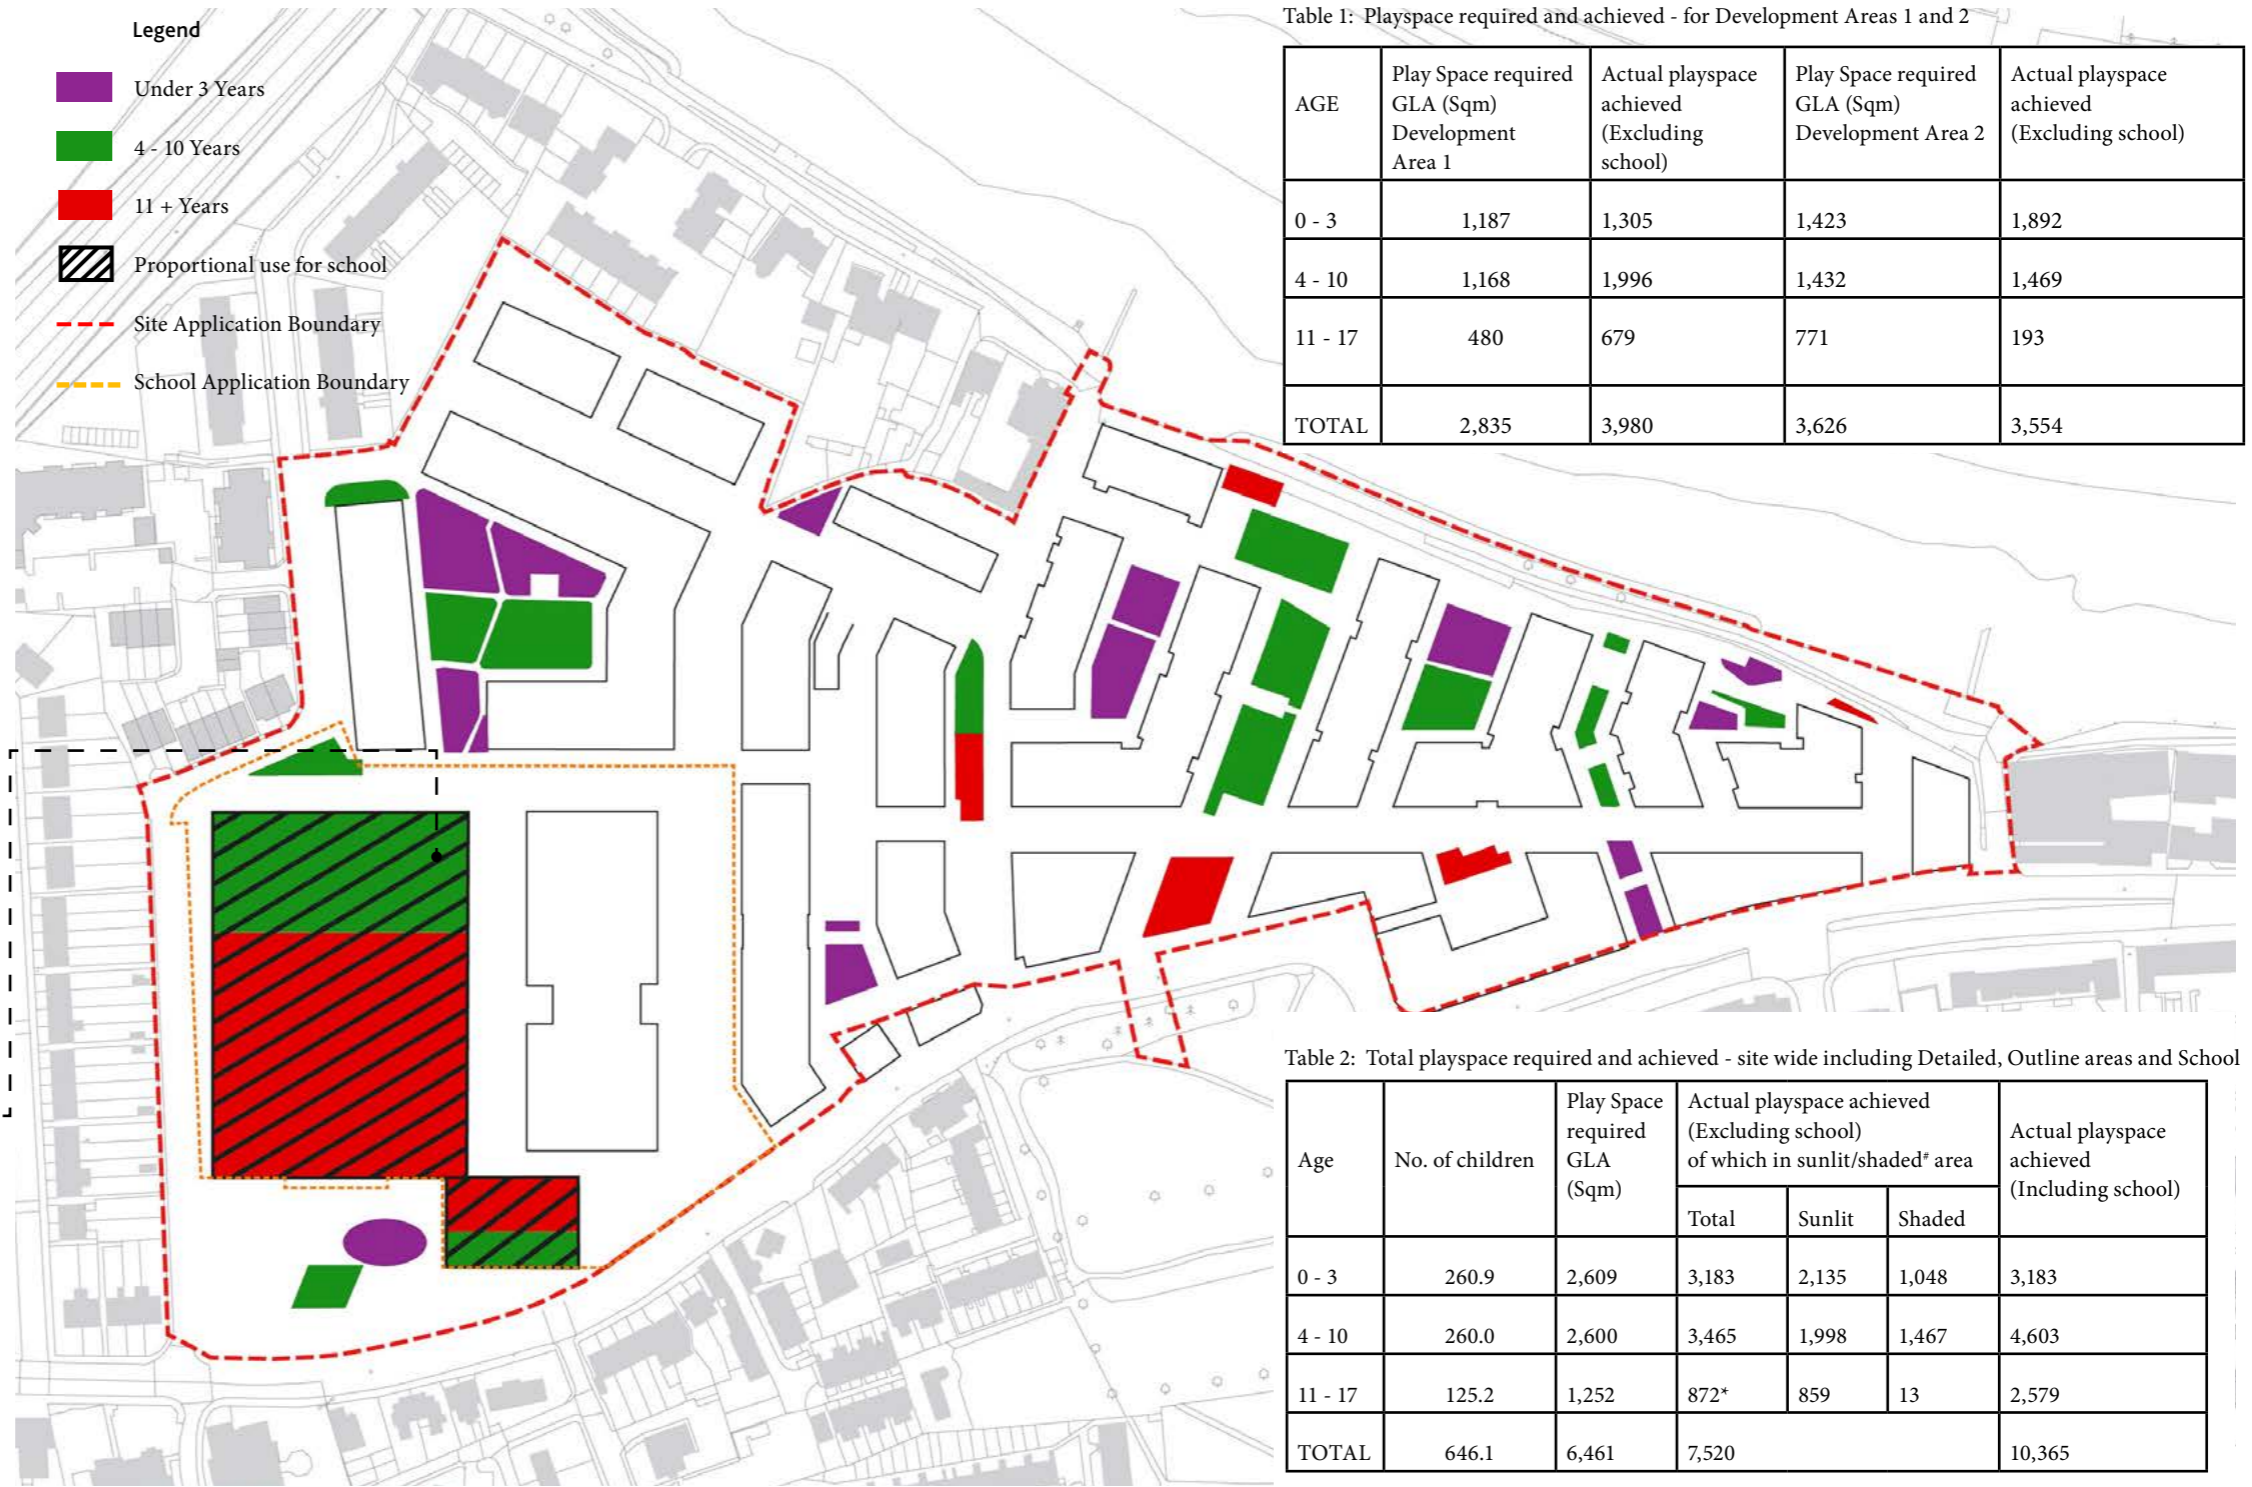 Legend
Under 3 Years
4 - 10 Years
11 + Years
Proportional use for school
Site Application Boundary
School Application Boundary
Table 1: Playspace required and achieved - for Development Areas 1 and 2
AGE
Play Space required
GLA (Sqm)
Development
Area 1
Actual playspace
achieved
(Excluding
school)
Play Space required
GLA (Sqm)
Development Area 2
Actual playspace
achieved
(Excluding school)
0 - 3 1,187 1,305 1,423 1,892
4 - 10 1,168 1,996 1,432 1,469
11 - 17 480 679 771 193
TOTAL 2,835 3,980 3,626 3,554
Table 2: Total playspace required and achieved - site wide including Detailed, Outline areas and School
Age
No. of children
Play Space
required
GLA
(Sqm)
Actual playspace achieved
(Excluding school)
of which in sunlit/shaded# area
Total Sunlit Shaded
Actual playspace
achieved
(Including school)
0 - 3 260.9 2,609 3,183 2,135 1,048 3,183
4 - 10 260.0 2,600 3,465 1,998 1,467 4,603
11 - 17 125.2 1,252 872* 859 13 2,579
TOTAL 646.1 6,461 7,520 10,365